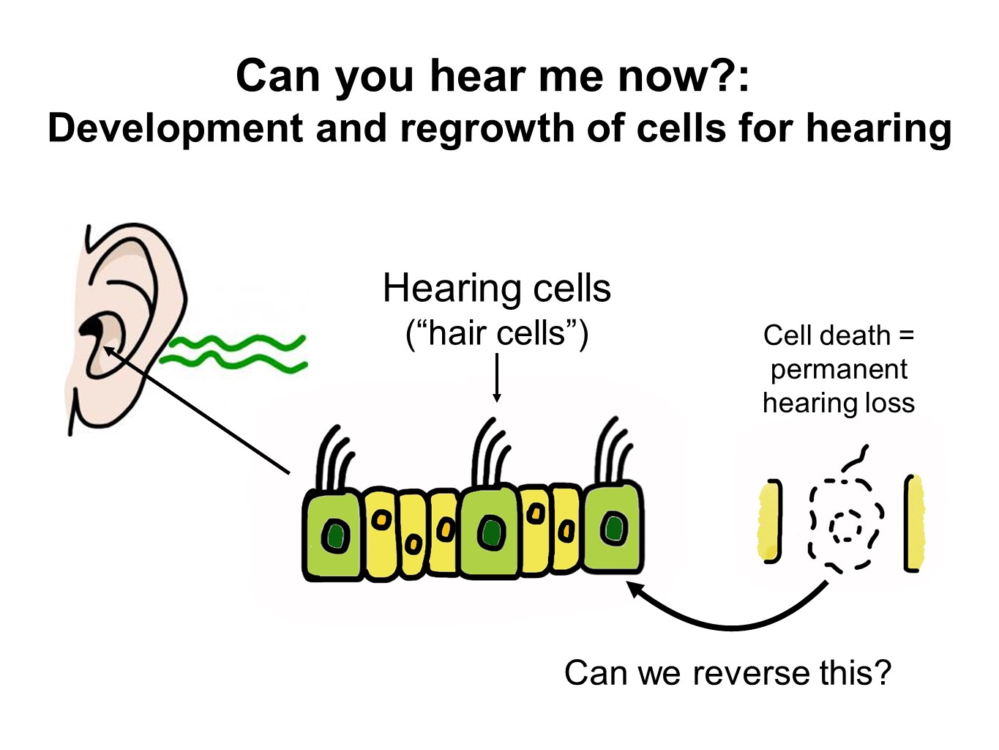 Can you hear me now?:
Development and regrowth of cells for hearing
Hearing cells
(“hair cells”)
Cell death =
permanent
hearing loss
Can we reverse this?